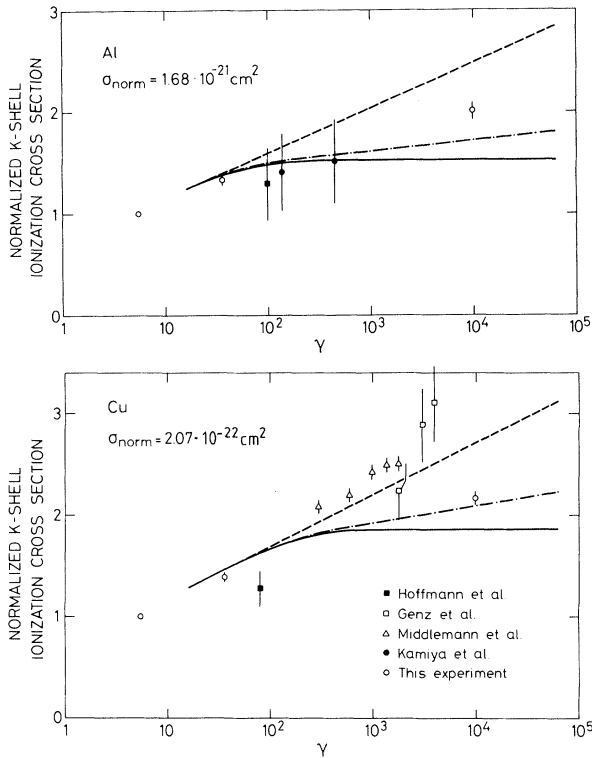 3
2
1
0
NORMALIZED K-SHELL
IONIZATION CROSS SECTION
Al
σnorm = 1.68 · 10⁻²¹ cm²
1 10 10² 10³ 10⁴ 10⁵
γ
3
2
1
0
NORMALIZED K-SHELL
IONIZATION CROSS SECTION
Cu
σnorm = 2.07 · 10⁻²² cm²
Hoffmann et al.
Genz et al.
Middlemann et al.
Kamiya et al.
This experiment
1 10 10² 10³ 10⁴ 10⁵
γ